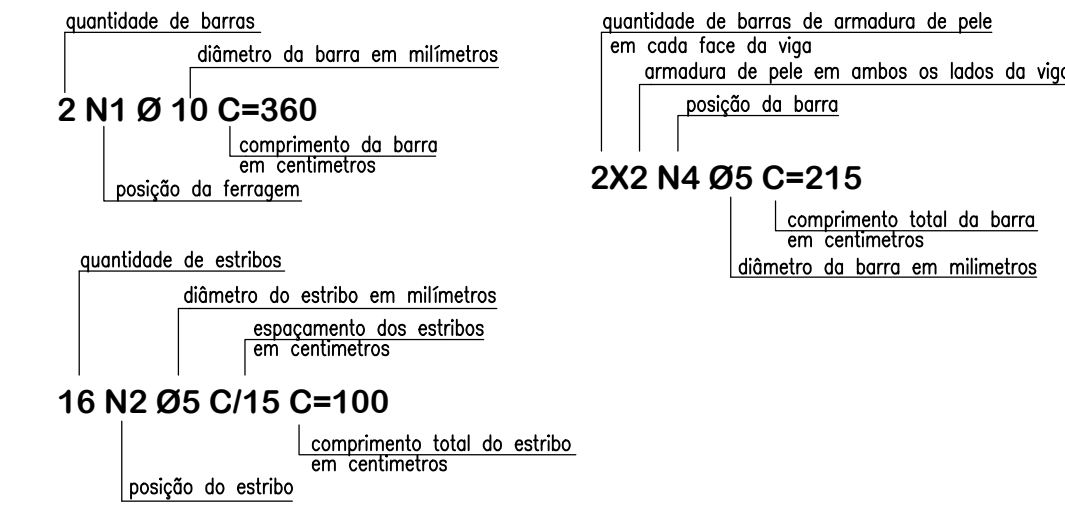 quantidade de barras
diâmetro da barra em milímetros
2 N1 Ø 10 C=360
comprimento da barra
em centimetros
posição da ferragem
quantidade de barras de armadura de pele
em cada face da viga
armadura de pele em ambos os lados da viga
posição da barra
2X2 N4 Ø5 C=215
comprimento total da barra
em centimetros
diâmetro da barra em milimetros
quantidade de estribos
diâmetro do estribo em milímetros
espaçamento dos estribos
em centimetros
16 N2 Ø5 C/15 C=100
comprimento total do estribo
em centimetros
posição do estribo